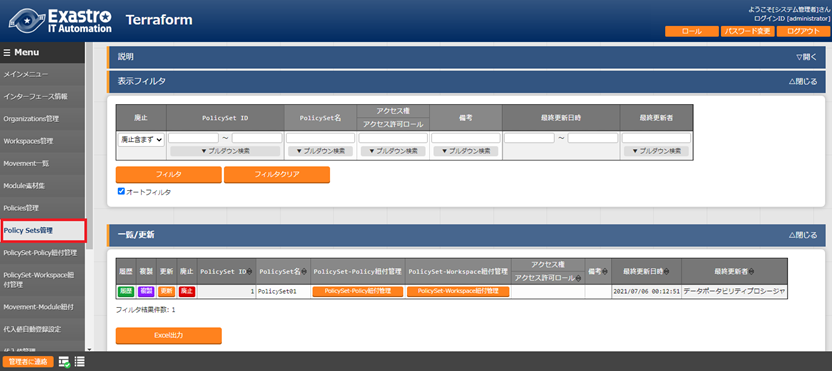 Exastro
IT Automation
Terraform
ようこそ[システム管理者]さん
ログインID [administrator]
ロール
パスワード変更
ログアウト
☰ Menu
メインメニュー
インターフェース情報
Organizations管理
Workspaces管理
Movement一覧
Module素材集
Policies管理
Policy Sets管理
PolicySet-Policy紐付管理
PolicySet-Workspace紐
付管理
Movement-Module紐付
代入値自動登録設定
代入値管理
説明
▽開く
表示フィルタ
△閉じる
廃止
PolicySet ID
PolicySet名
アクセス権
アクセス許可ロール
備考
最終更新日時
最終更新者
廃止含まず
～
～
▼ プルダウン検索
▼ プルダウン検索
▼ プルダウン検索
▼ プルダウン検索
▼ プルダウン検索
フィルタ
フィルタクリア
オートフィルタ
一覧/更新
△閉じる
履歴
複製
更新
廃止
PolicySet ID
PolicySet名
PolicySet-Policy紐付管理
PolicySet-Workspace紐付管理
アクセス権
アクセス許可ロール
備考
最終更新日時
最終更新者
履歴
複製
更新
廃止
1
PolicySet01
PolicySet-Policy紐付管理
PolicySet-Workspace紐付管理
2021/07/06 00:12:51
データポータビリティプロシージャ
フィルタ結果件数: 1
Excel出力
管理者に連絡